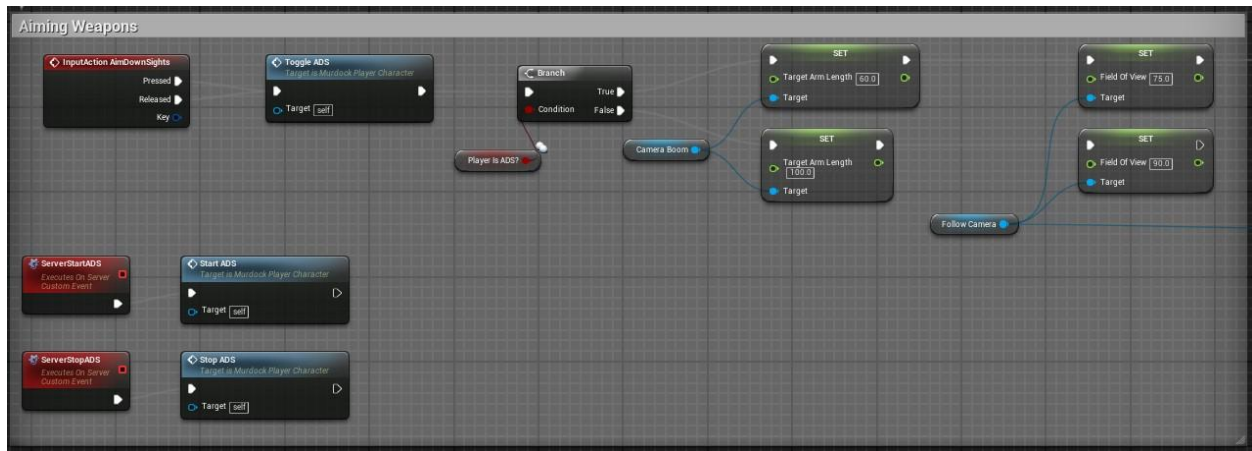 Aiming Weapons
InputAction AimDownSights
Pressed
Released
Key
Toggle ADS
Target is Murdock Player Character
Target self
Branch
True
Condition False
Player Is ADS?
Camera Boom
SET
Target Arm Length 60.0
Target
SET
Target Arm Length
100.0
Target
SET
Field Of View 75.0
Target
SET
Field Of View 90.0
Target
Follow Camera
ServerStartADS
Executes On Server
Custom Event
Start ADS
Target is Murdock Player Character
Target self
ServerStopADS
Executes On Server
Custom Event
Stop ADS
Target is Murdock Player Character
Target self